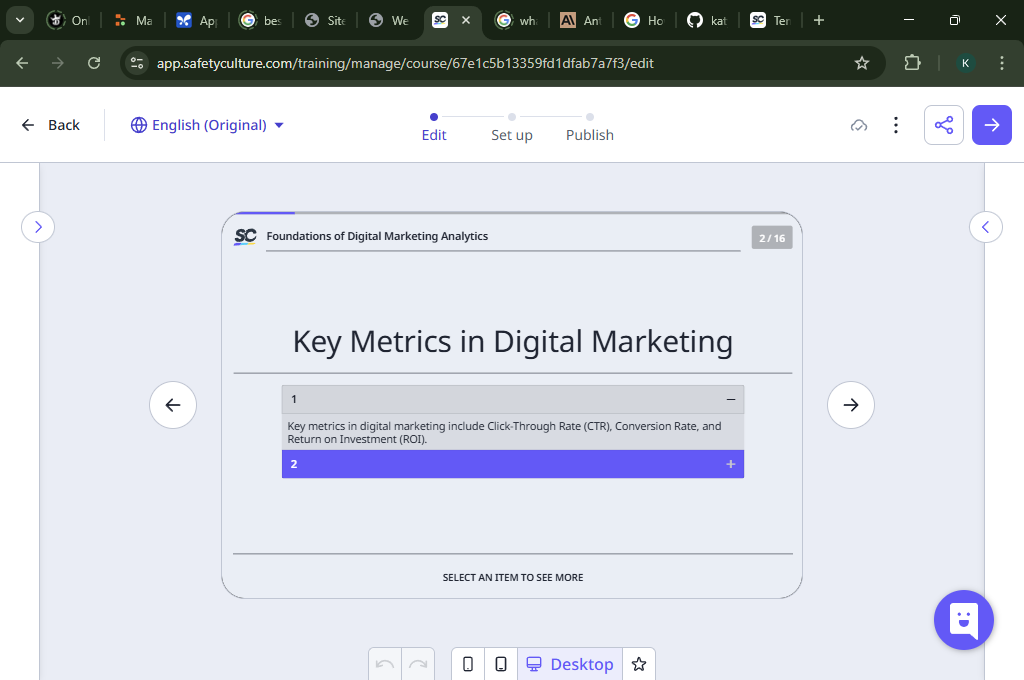 Onl
Ma
App
bes
Site
We
SC
wha
Ant
Ho
kat
SC
Ter
app.safetyculture.com/training/manage/course/67e1c5b13359fd1dfab7a7f3/edit
K
Back
English (Original)
Edit
Set up
Publish
SC
Foundations of Digital Marketing Analytics
2 / 16
Key Metrics in Digital Marketing
1
Key metrics in digital marketing include Click-Through Rate (CTR), Conversion Rate, and
Return on Investment (ROI).
2
SELECT AN ITEM TO SEE MORE
Desktop